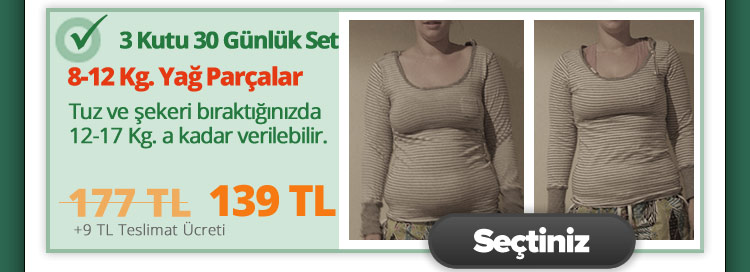 3 Kutu 30 Günlük Set
8-12 Kg. Yağ Parçalar
Tuz ve şekeri bıraktığınızda
12-17 Kg. a kadar verilebilir.
177 TL 139 TL
+9 TL Teslimat Ücreti
Seçtiniz